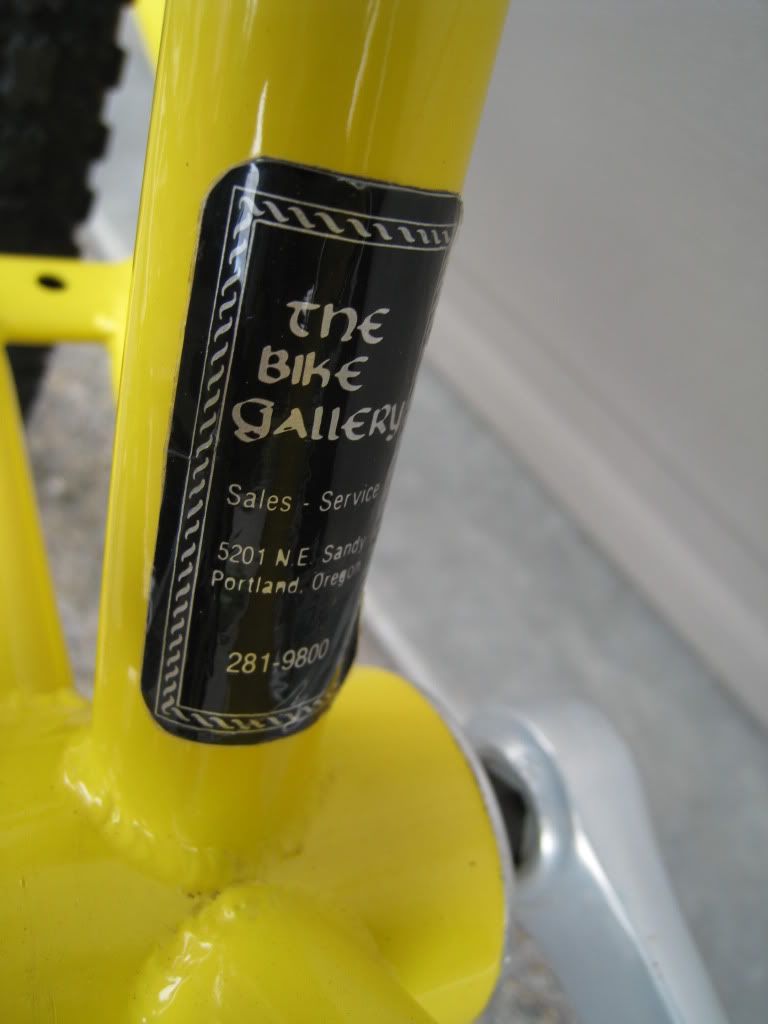 The
Bike
Gallery
Sales - Service
5201 N.E. Sandy
Portland, Oregon
281-9800